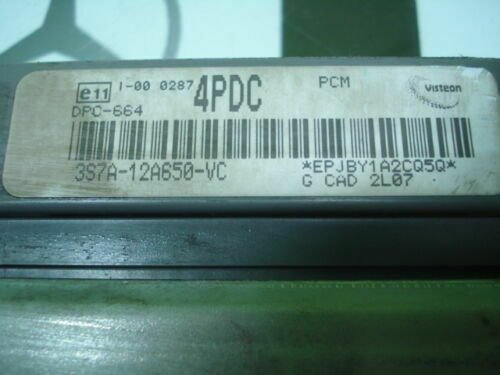 e11 I-00 0287 4PDC PCM Visteon
DPC-664
3S7A-12A650-VC *EPJBY1A2CQ5Q*
G CAD 2L07